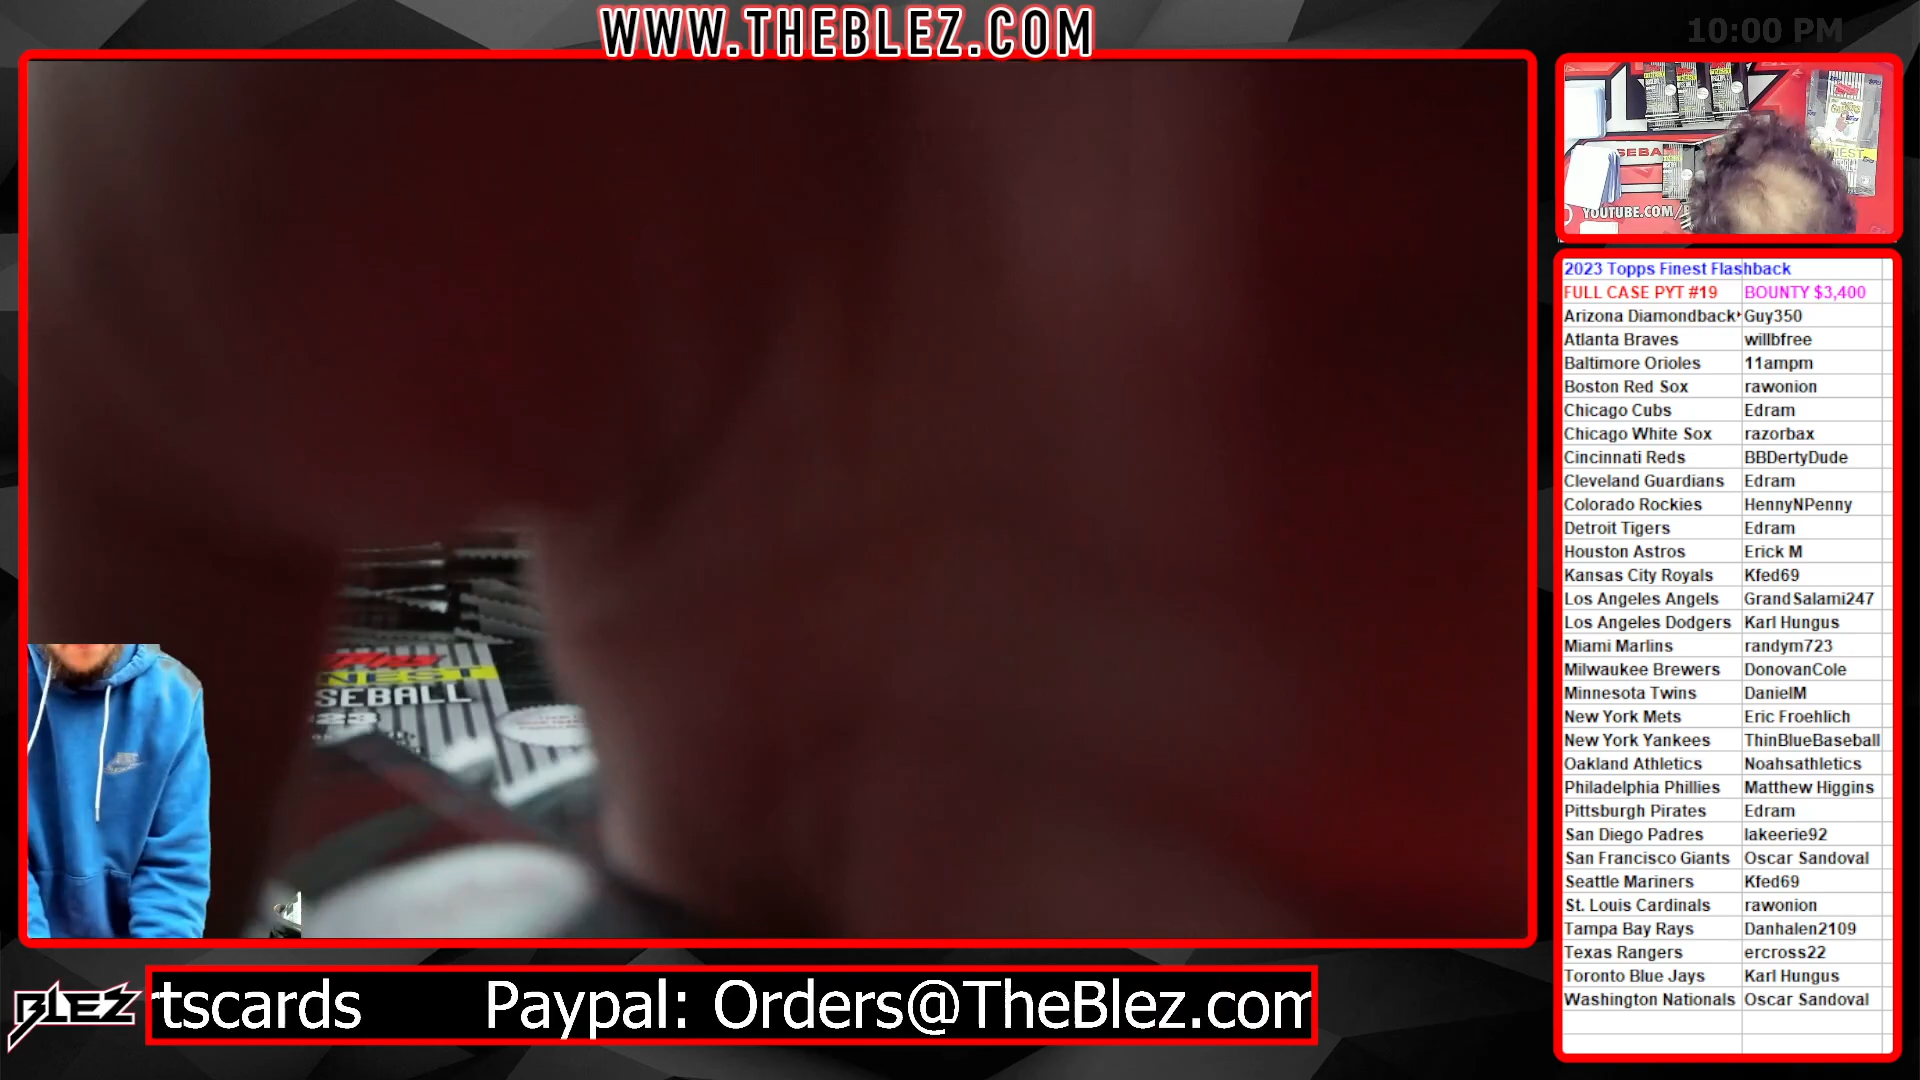 WWW.THEBLEZ.COM
10:00 PM
SEBA
YOUTUBE.COM/
2023 Topps Finest Flashback
FULL CASE PYT #19 BOUNTY $3,400
Arizona Diamondback Guy350
Atlanta Braves willbfree
Baltimore Orioles 11ampm
Boston Red Sox rawonion
Chicago Cubs Edram
Chicago White Sox razorbax
Cincinnati Reds BBDertyDude
Cleveland Guardians Edram
Colorado Rockies HennyNPenny
Detroit Tigers Edram
Houston Astros Erick M
Kansas City Royals Kfed69
Los Angeles Angels GrandSalami247
Los Angeles Dodgers Karl Hungus
Miami Marlins randym723
Milwaukee Brewers DonovanCole
Minnesota Twins DanielM
New York Mets Eric Froehlich
New York Yankees ThinBlueBaseball
Oakland Athletics Noahsathletics
Philadelphia Phillies Matthew Higgins
Pittsburgh Pirates Edram
San Diego Padres lakeerie92
San Francisco Giants Oscar Sandoval
Seattle Mariners Kfed69
St. Louis Cardinals rawonion
Tampa Bay Rays Danhalen2109
Texas Rangers ercross22
Toronto Blue Jays Karl Hungus
Washington Nationals Oscar Sandoval
NEST
SEBALL
23
BLEZ
rtscards Paypal: Orders@TheBlez.com